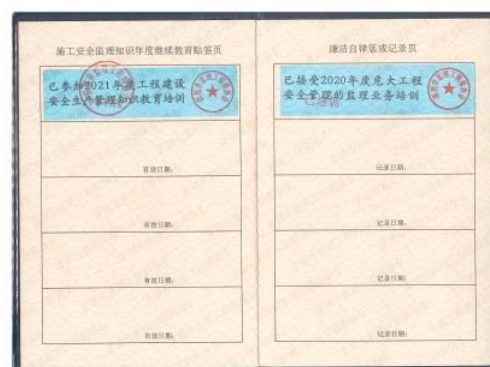 施工安全监理知识年度继续教育贴签页
已参加2021年度工程建设
安全生产管理知识教育培训
有效日期:
有效日期:
有效日期:
有效日期:
廉洁自律惩戒记录页
已接受2020年度危大工程
安全管理的监理业务培训
已培训
记录日期:
记录日期:
记录日期:
记录日期: